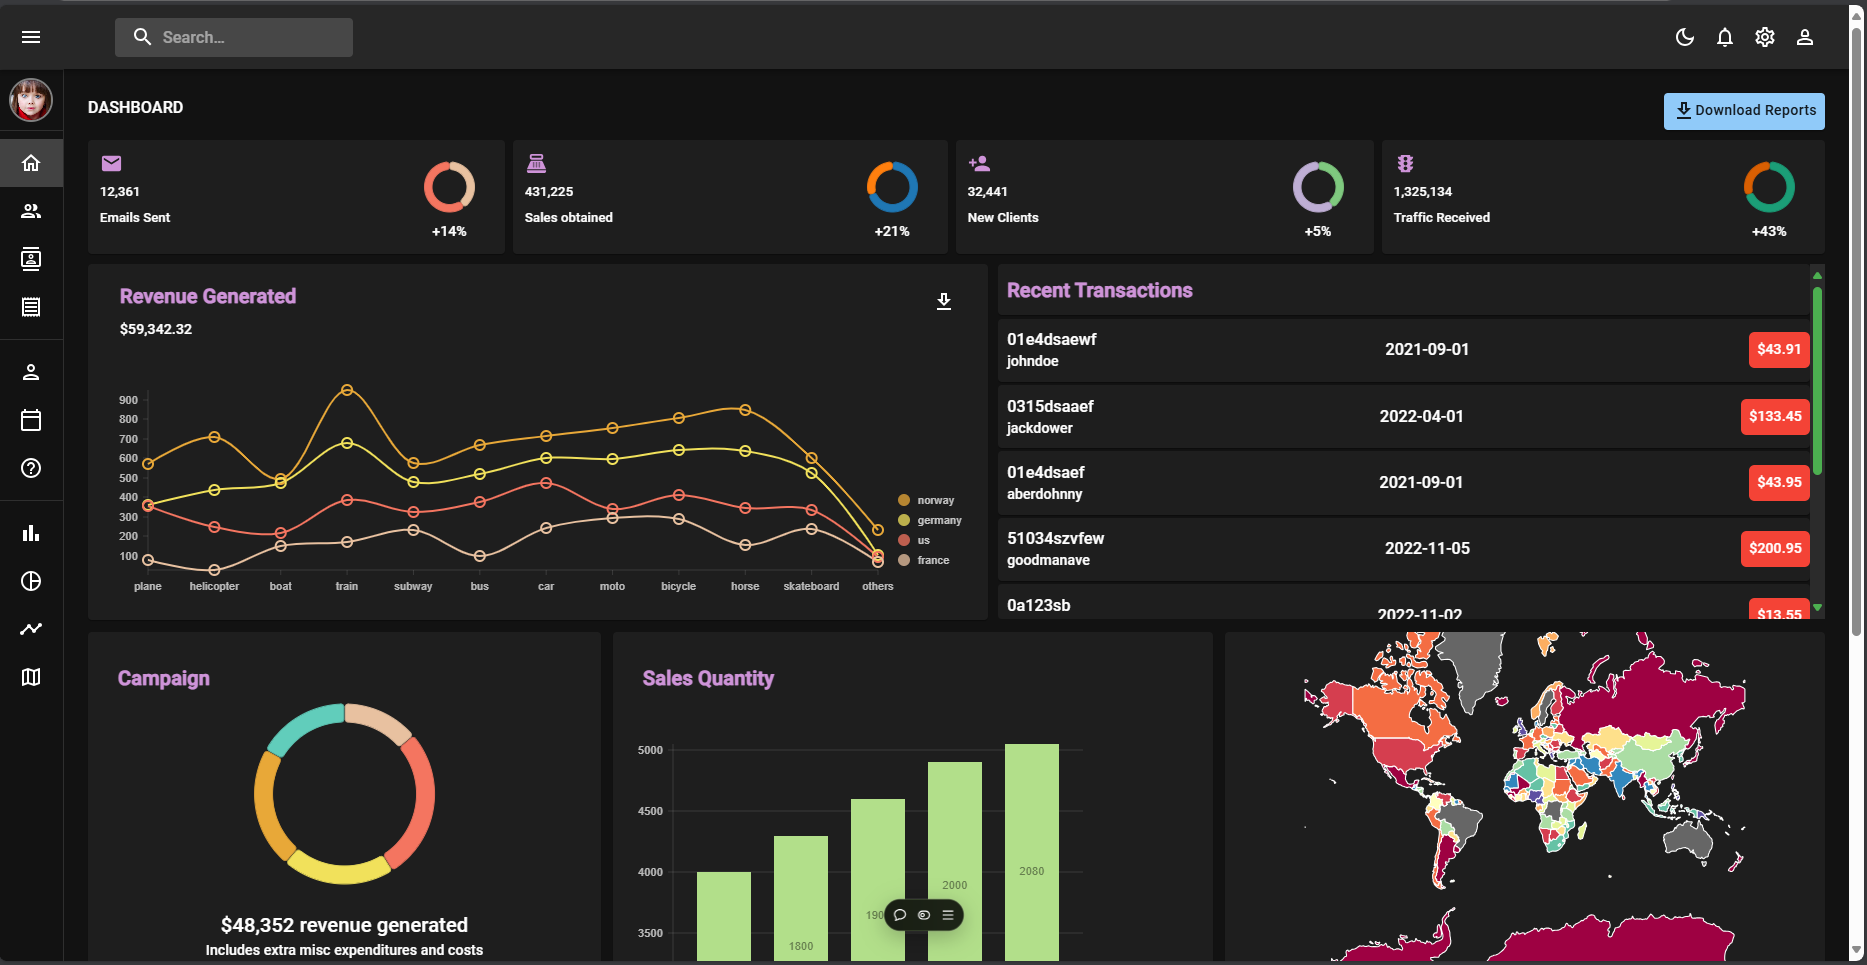 Search...
DASHBOARD
Download Reports
12,361
Emails Sent
+14%
431,225
Sales obtained
+21%
32,441
New Clients
+5%
1,325,134
Traffic Received
+43%
Revenue Generated
$59,342.32
900
800
700
600
500
400
300
200
100
plane helicopter boat train subway bus car moto bicycle horse skateboard others
norway
germany
us
france
Recent Transactions
01e4dsaewf
johndoe
2021-09-01
$43.91
0315dsaaef
jackdower
2022-04-01
$133.45
01e4dsaef
aberdohnny
2021-09-01
$43.95
51034szvfew
goodmanave
2022-11-05
$200.95
0a123sb
2022-11-02
$13.55
Campaign
$48,352 revenue generated
Includes extra misc expenditures and costs
Sales Quantity
5000
4500
4000
3500
1800
190
2000
2080